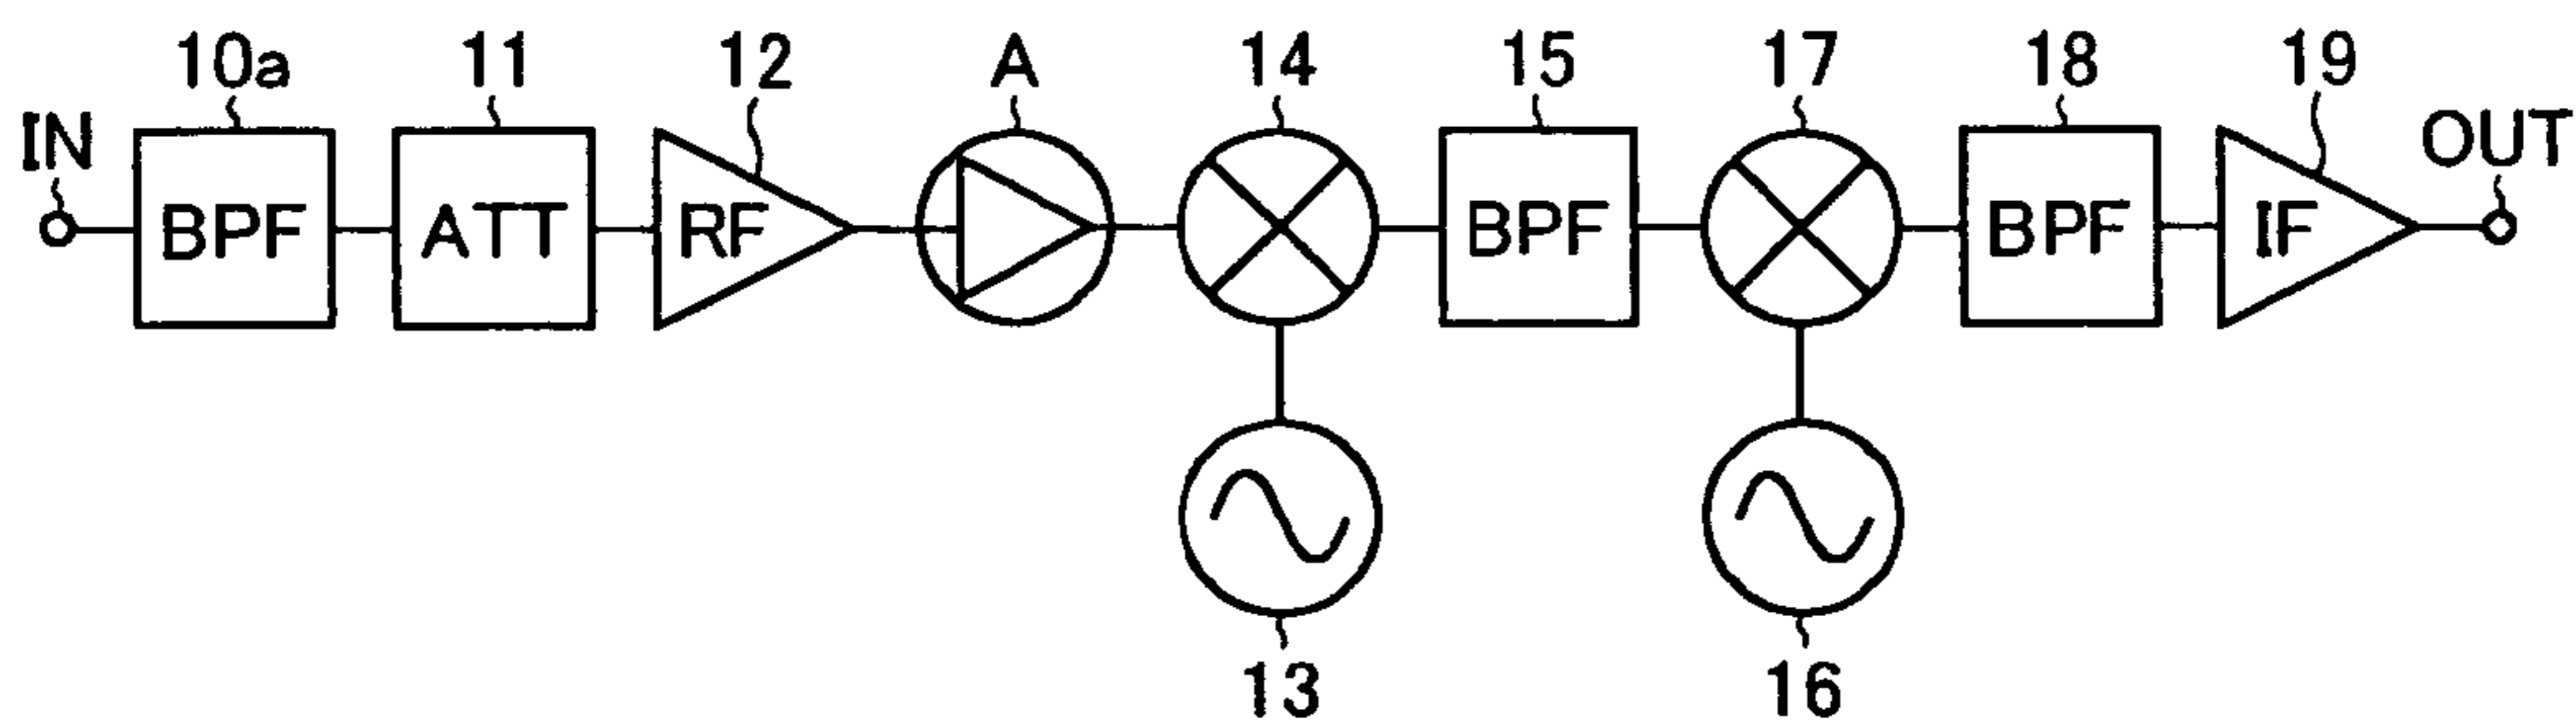 10a 11 12 A 14 15 17 18 19
IN OUT
BPF ATT RF BPF BPF IF
13 16